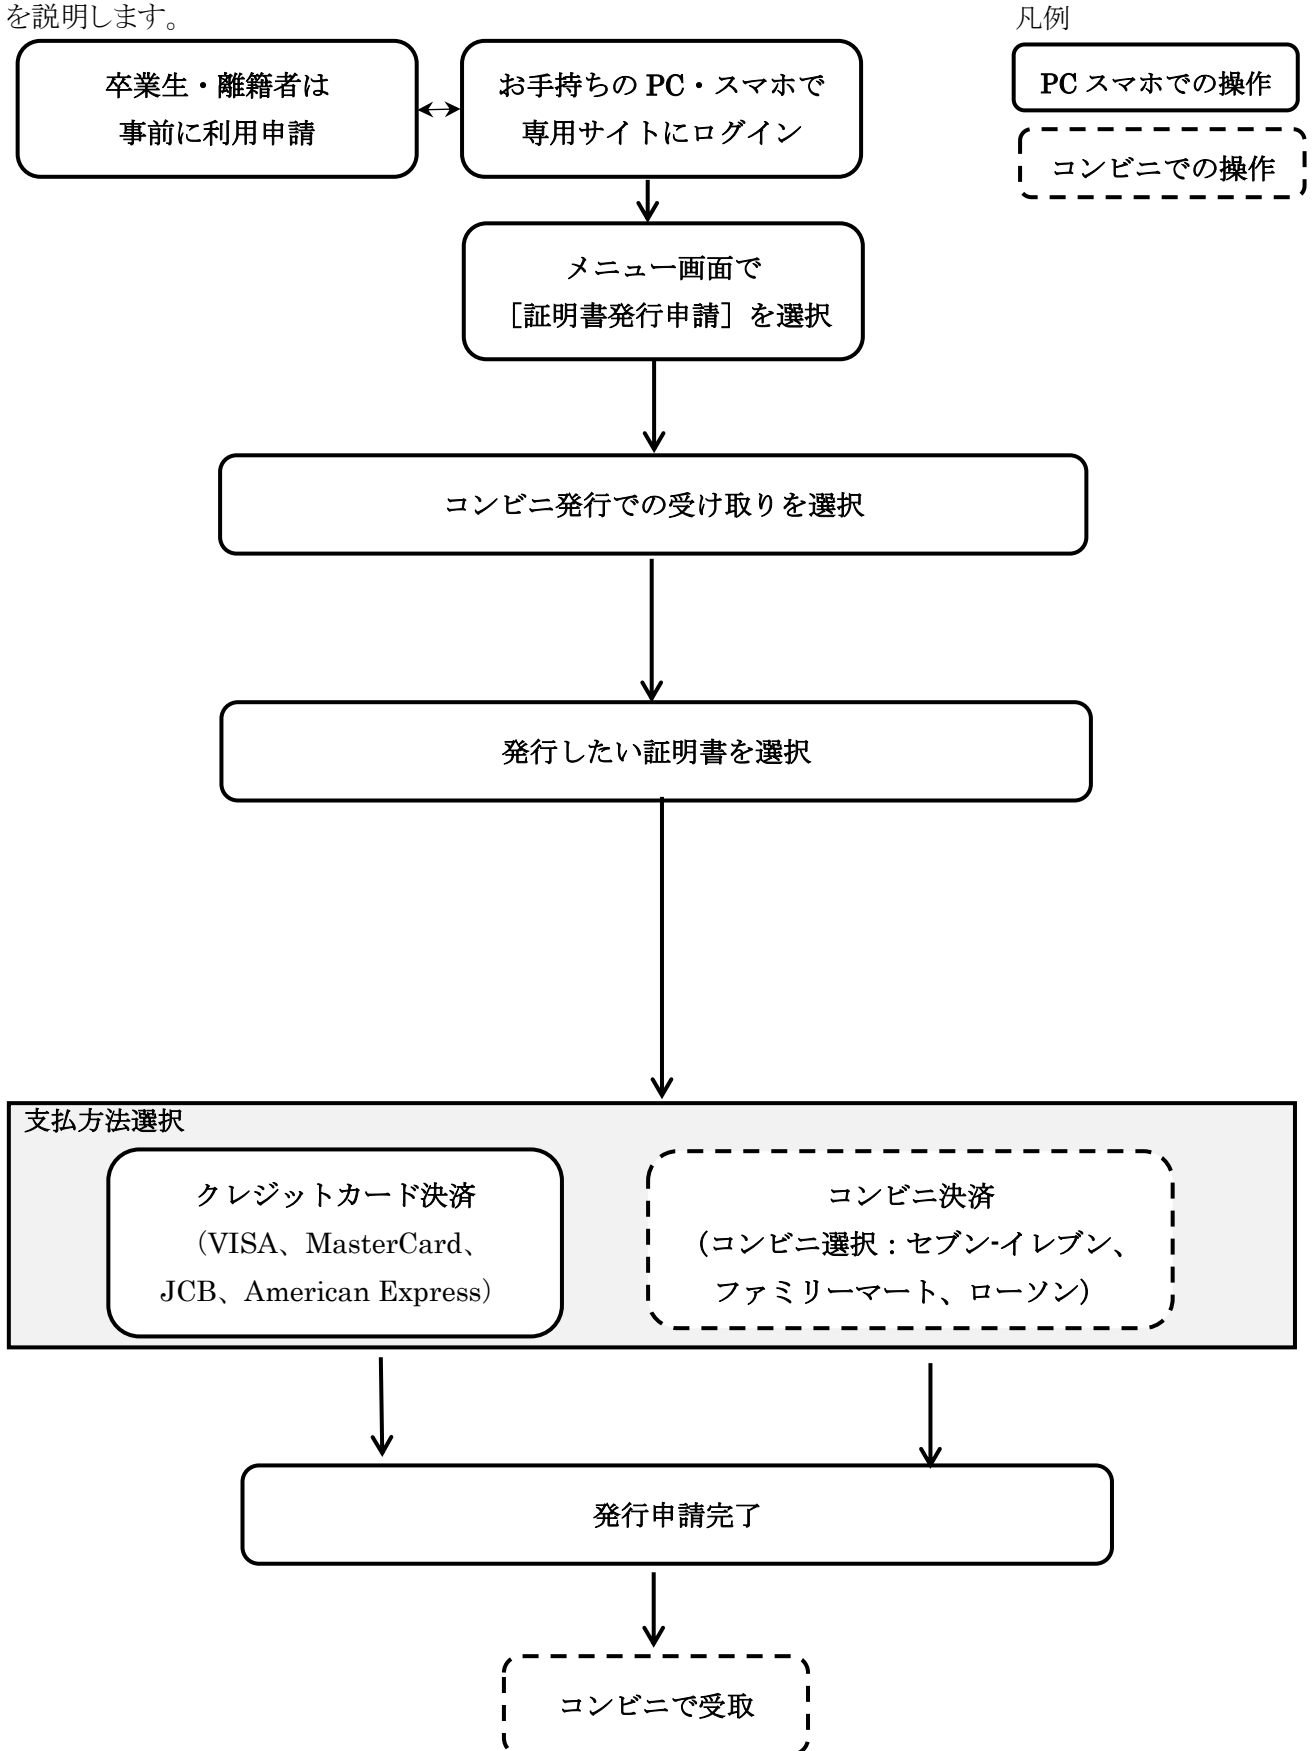 を説明します。
凡例
卒業生・離籍者は
事前に利用申請
お手持ちの PC・スマホで
専用サイトにログイン
PC スマホでの操作
コンビニでの操作
メニュー画面で
［証明書発行申請］を選択
コンビニ発行での受け取りを選択
発行したい証明書を選択
支払方法選択
クレジットカード決済
（VISA、MasterCard、
JCB、American Express）
コンビニ決済
（コンビニ選択：セブン-イレブン、
ファミリーマート、ローソン）
発行申請完了
コンビニで受取